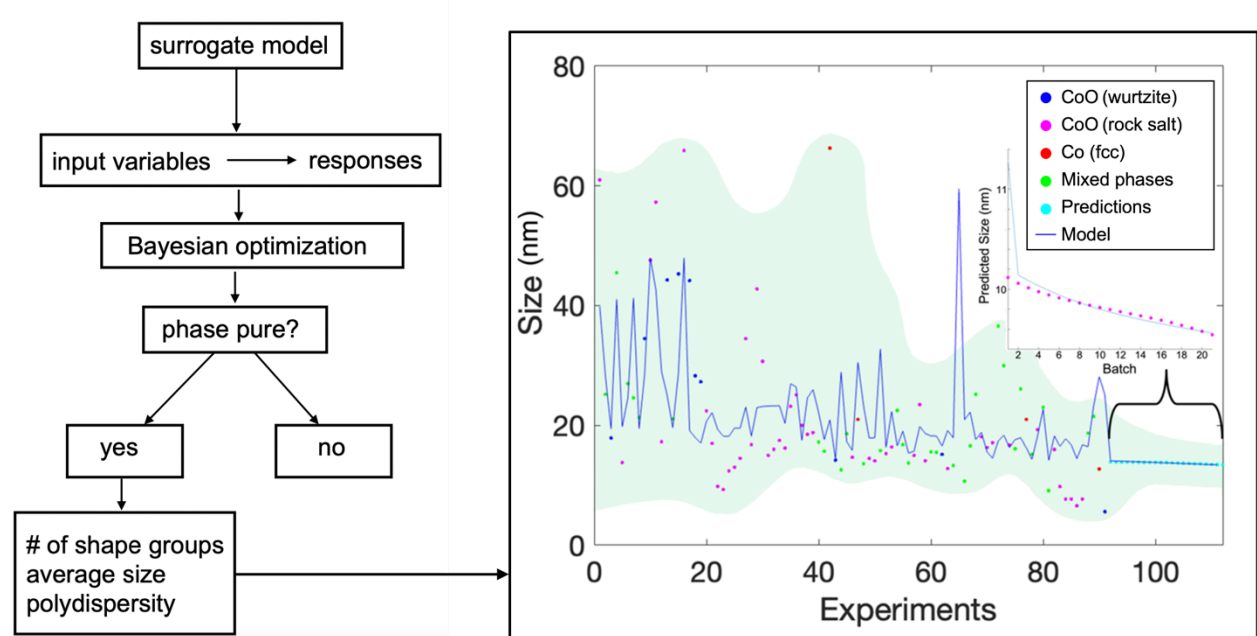 surrogate model
input variables responses
Bayesian optimization
phase pure?
yes
no
# of shape groups
average size
polydispersity
80
60
40
20
0
Size (nm)
0 20 40 60 80 100
Experiments
CoO (wurtzite)
CoO (rock salt)
Co (fcc)
Mixed phases
Predictions
Model
Predicted Size (nm)
11
10
2 4 6 8 10 12 14 16 18 20
Batch